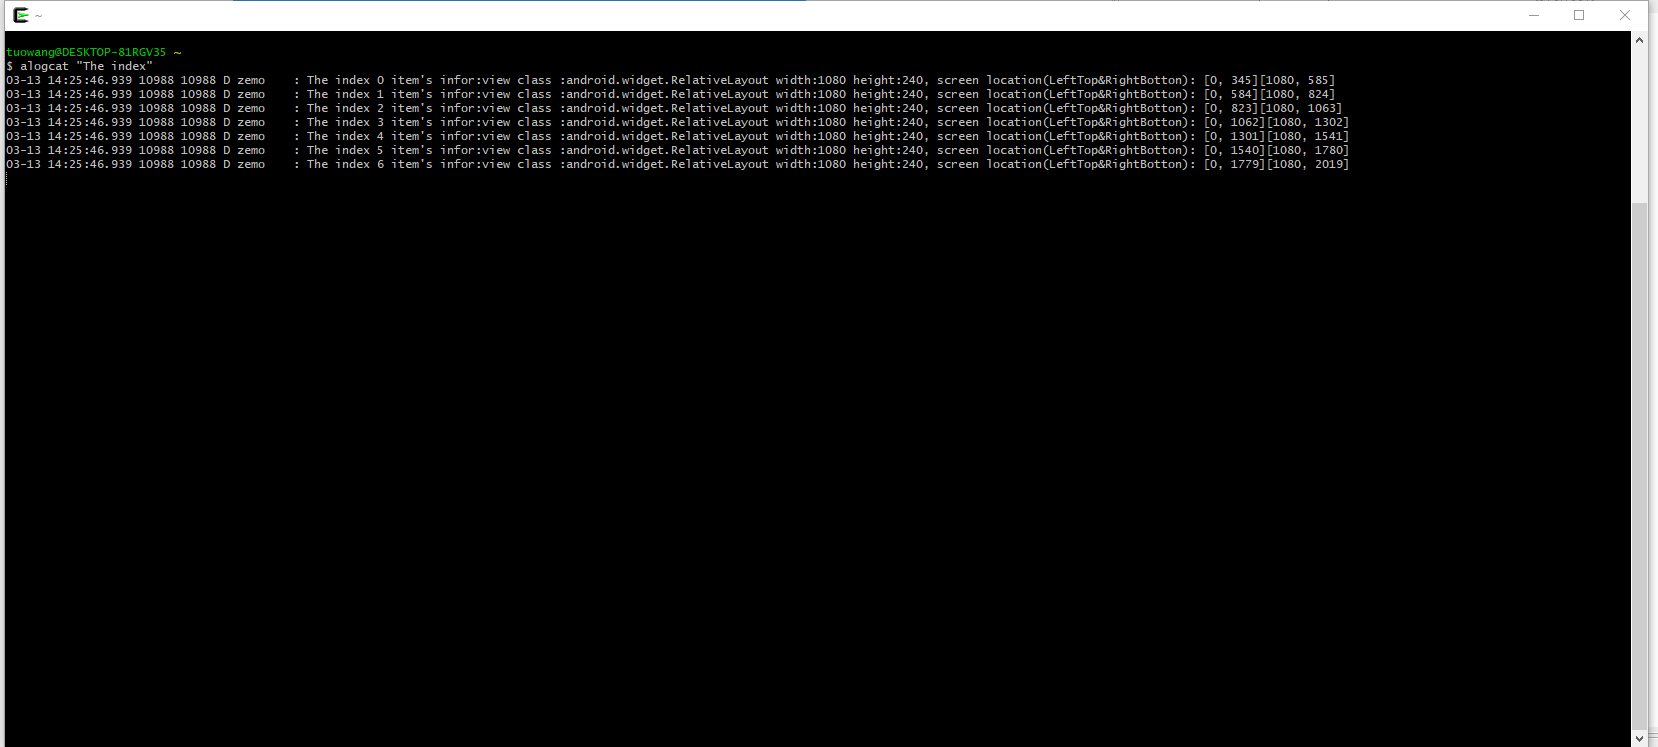 ~
tuowang@DESKTOP-81RGV35 ~
$ alogcat "The index"
03-13 14:25:46.939 10988 10988 D zemo    : The index 0 item's infor:view class :android.widget.RelativeLayout width:1080 height:240, screen location(LeftTop&RightBotton): [0, 345][1080, 585]
03-13 14:25:46.939 10988 10988 D zemo    : The index 1 item's infor:view class :android.widget.RelativeLayout width:1080 height:240, screen location(LeftTop&RightBotton): [0, 584][1080, 824]
03-13 14:25:46.939 10988 10988 D zemo    : The index 2 item's infor:view class :android.widget.RelativeLayout width:1080 height:240, screen location(LeftTop&RightBotton): [0, 823][1080, 1063]
03-13 14:25:46.939 10988 10988 D zemo    : The index 3 item's infor:view class :android.widget.RelativeLayout width:1080 height:240, screen location(LeftTop&RightBotton): [0, 1062][1080, 1302]
03-13 14:25:46.939 10988 10988 D zemo    : The index 4 item's infor:view class :android.widget.RelativeLayout width:1080 height:240, screen location(LeftTop&RightBotton): [0, 1301][1080, 1541]
03-13 14:25:46.939 10988 10988 D zemo    : The index 5 item's infor:view class :android.widget.RelativeLayout width:1080 height:240, screen location(LeftTop&RightBotton): [0, 1540][1080, 1780]
03-13 14:25:46.939 10988 10988 D zemo    : The index 6 item's infor:view class :android.widget.RelativeLayout width:1080 height:240, screen location(LeftTop&RightBotton): [0, 1779][1080, 2019]